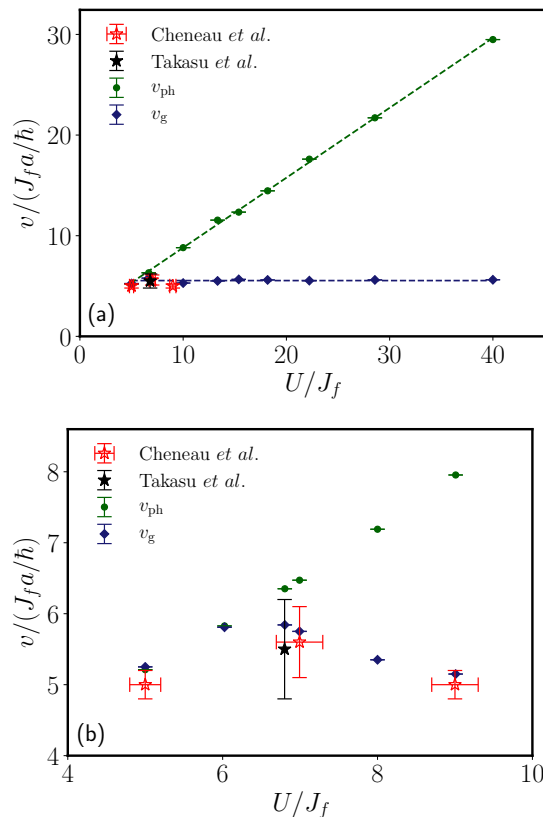 Cheneau et al.
Takasu et al.
v_ph
v_g
30
20
10
0
v/(J_f a/ħ)
(a)
0 10 20 30 40
U/J_f
Cheneau et al.
Takasu et al.
v_ph
v_g
8
7
6
5
4
v/(J_f a/ħ)
(b)
4 6 8 10
U/J_f